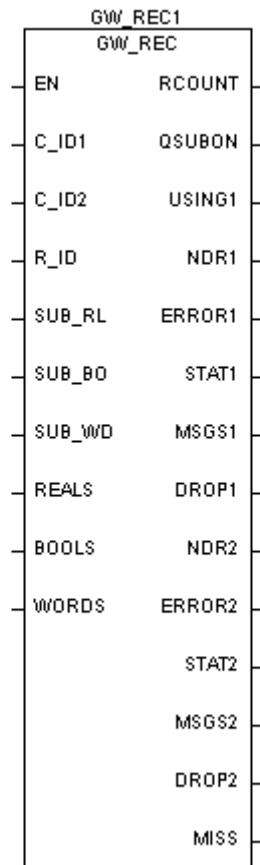 GW_REC1
GW_REC
EN RCOUNT
C_ID1 QSUBON
C_ID2 USING1
R_ID NDR1
SUB_RL ERROR1
SUB_BO STAT1
SUB_WD MSGS1
REALS DROP1
BOOLS NDR2
WORDS ERROR2
STAT2
MSGS2
DROP2
MISS